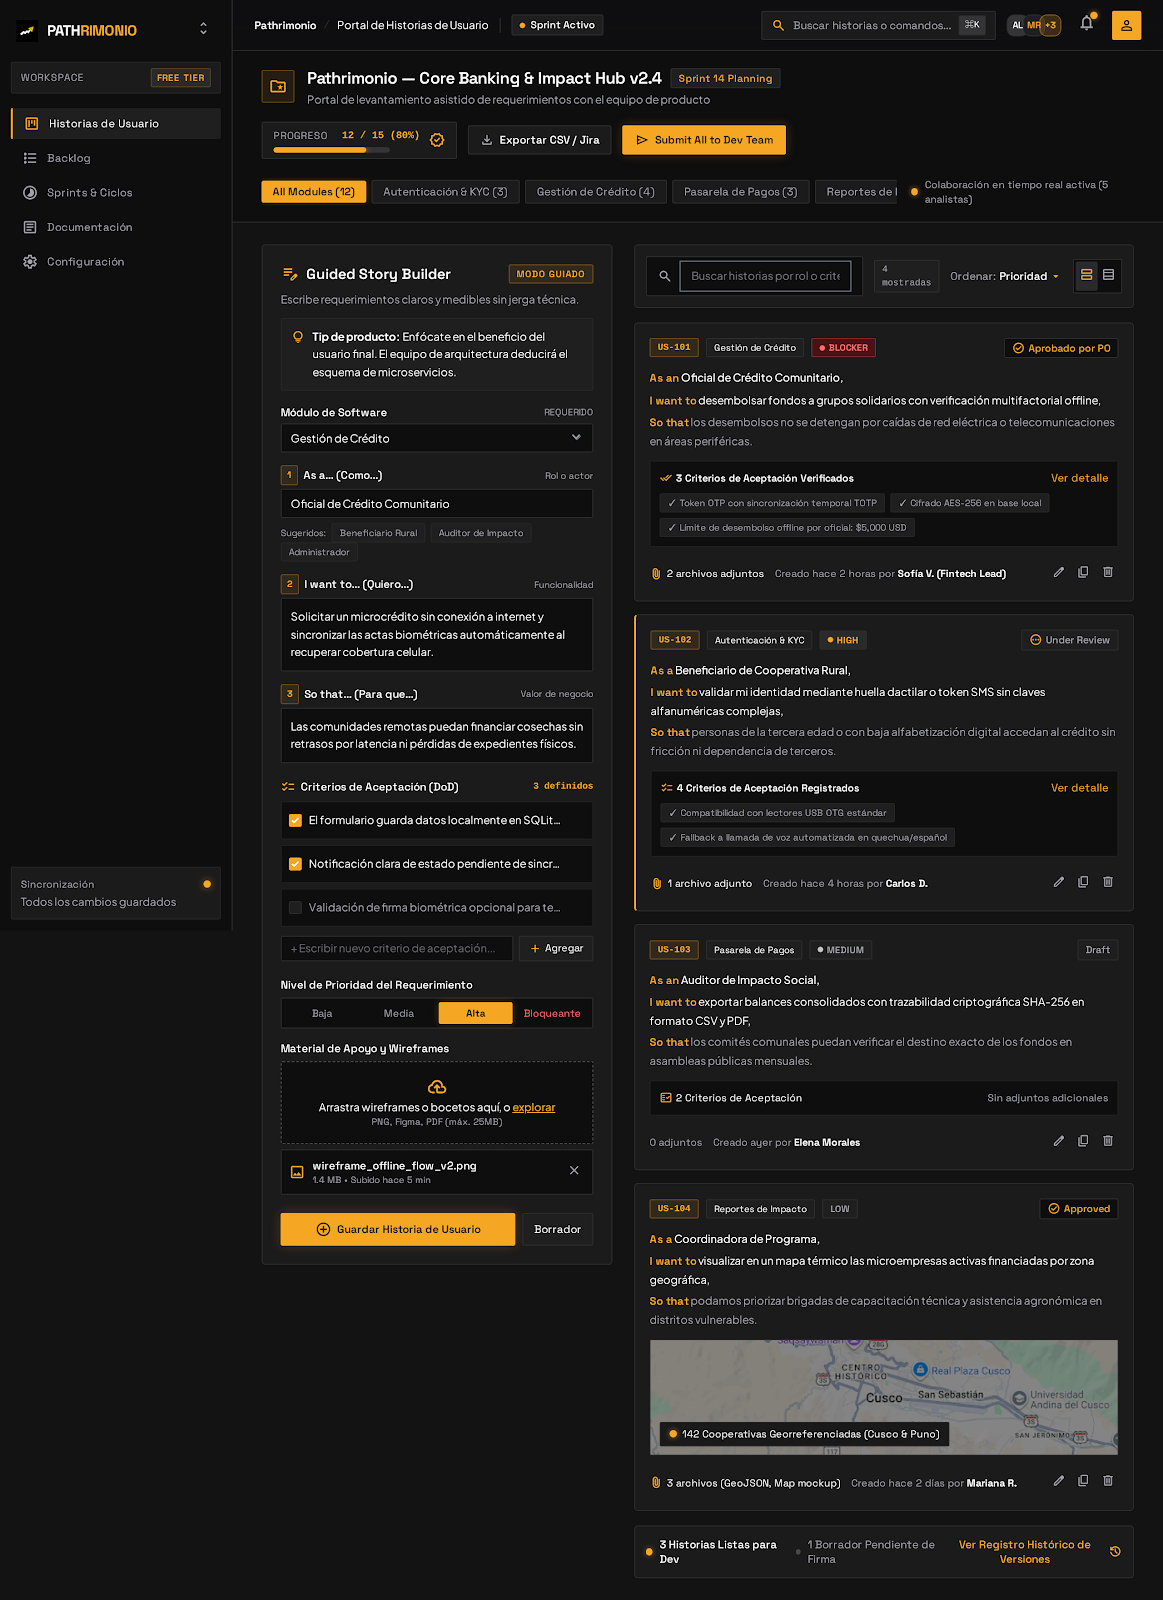 PATHRIMONIO
WORKSPACE
FREE TIER
Historias de Usuario
Backlog
Sprints & Ciclos
Documentación
Configuración
Sincronización
Todos los cambios guardados
Pathrimonio / Portal de Historias de Usuario
Sprint Activo
Buscar historias o comandos...
⌘K
AL
MR
+3
Pathrimonio — Core Banking & Impact Hub v2.4
Sprint 14 Planning
Portal de levantamiento asistido de requerimientos con el equipo de producto
PROGRESO
12 / 15 (80%)
Exportar CSV / Jira
Submit All to Dev Team
All Modules (12)
Autenticación & KYC (3)
Gestión de Crédito (4)
Pasarela de Pagos (3)
Reportes de
Colaboración en tiempo real activa (5
analistas)
Guided Story Builder
MODO GUIADO
Escribe requerimientos claros y medibles sin jerga técnica.
Tip de producto: Enfócate en el beneficio del
usuario final. El equipo de arquitectura deducirá el
esquema de microservicios.
Módulo de Software
REQUERIDO
Gestión de Crédito
1
As a... (Como...)
Rol o actor
Oficial de Crédito Comunitario
Sugeridos:
Beneficiario Rural
Auditor de Impacto
Administrador
2
I want to... (Quiero...)
Funcionalidad
Solicitar un microcrédito sin conexión a internet y
sincronizar las actas biométricas automáticamente al
recuperar cobertura celular.
3
So that... (Para que...)
Valor de negocio
Las comunidades remotas puedan financiar cosechas sin
retrasos por latencia ni pérdidas de expedientes físicos.
Criterios de Aceptación (DoD)
3 definidos
El formulario guarda datos localmente en SQLit...
Notificación clara de estado pendiente de sincr...
Validación de firma biométrica opcional para te...
+ Escribir nuevo criterio de aceptación...
Agregar
Nivel de Prioridad del Requerimiento
Baja
Media
Alta
Bloqueante
Material de Apoyo y Wireframes
Arrastra wireframes o bocetos aquí, o explorar
PNG, Figma, PDF (máx. 25MB)
wireframe_offline_flow_v2.png
1.4 MB • Subido hace 5 min
Guardar Historia de Usuario
Borrador
Buscar historias por rol o crite
4
mostradas
Ordenar: Prioridad
US-101
Gestión de Crédito
BLOCKER
Aprobado por PO
As an Oficial de Crédito Comunitario,
I want to desembolsar fondos a grupos solidarios con verificación multifactorial offline,
So that los desembolsos no se detengan por caídas de red eléctrica o telecomunicaciones
en áreas periféricas.
3 Criterios de Aceptación Verificados
Ver detalle
✓ Token OTP con sincronización temporal TOTP
✓ Cifrado AES-256 en base local
✓ Límite de desembolso offline por oficial: $5,000 USD
2 archivos adjuntos
Creado hace 2 horas por Sofía V. (Fintech Lead)
US-102
Autenticación & KYC
HIGH
Under Review
As a Beneficiario de Cooperativa Rural,
I want to validar mi identidad mediante huella dactilar o token SMS sin claves
alfanuméricas complejas,
So that personas de la tercera edad o con baja alfabetización digital accedan al crédito sin
fricción ni dependencia de terceros.
4 Criterios de Aceptación Registrados
Ver detalle
✓ Compatibilidad con lectores USB OTG estándar
✓ Fallback a llamada de voz automatizada en quechua/español
1 archivo adjunto
Creado hace 4 horas por Carlos D.
US-103
Pasarela de Pagos
MEDIUM
Draft
As an Auditor de Impacto Social,
I want to exportar balances consolidados con trazabilidad criptográfica SHA-256 en
formato CSV y PDF,
So that los comités comunales puedan verificar el destino exacto de los fondos en
asambleas públicas mensuales.
2 Criterios de Aceptación
Sin adjuntos adicionales
0 adjuntos
Creado ayer por Elena Morales
US-104
Reportes de Impacto
LOW
Approved
As a Coordinadora de Programa,
I want to visualizar en un mapa térmico las microempresas activas financiadas por zona
geográfica,
So that podamos priorizar brigadas de capacitación técnica y asistencia agronómica en
distritos vulnerables.
CENTRO
HISTÓRICO
Real Plaza Cusco
Cusco
San Sebastián
Universidad
Andina del Cusco
SAN JERÓNIMO
117
142 Cooperativas Georreferenciadas (Cusco & Puno)
3 archivos (GeoJSON, Map mockup)
Creado hace 2 días por Mariana R.
3 Historias Listas para
Dev
1 Borrador Pendiente de
Firma
Ver Registro Histórico de
Versiones